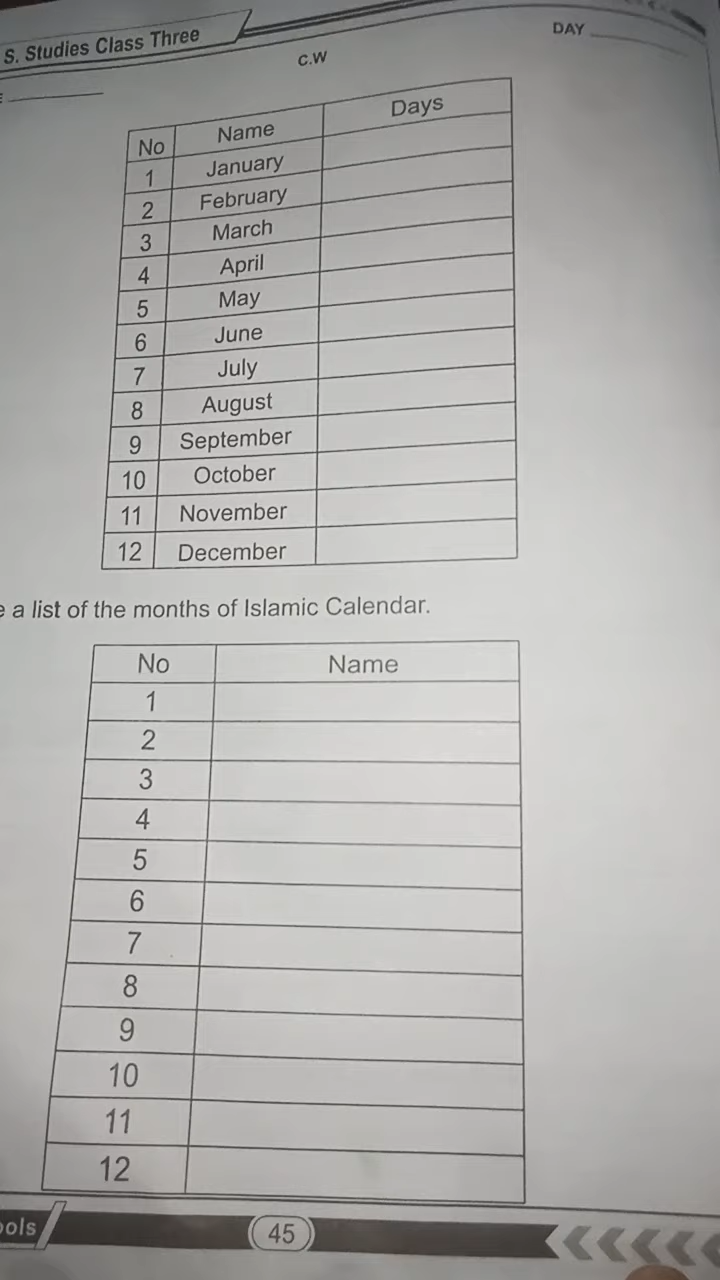 S. Studies Class Three
DAY
C.W
No Name Days
1 January
2 February
3 March
4 April
5 May
6 June
7 July
8 August
9 September
10 October
11 November
12 December
a list of the months of Islamic Calendar.
No Name
1
2
3
4
5
6
7
8
9
10
11
12
45